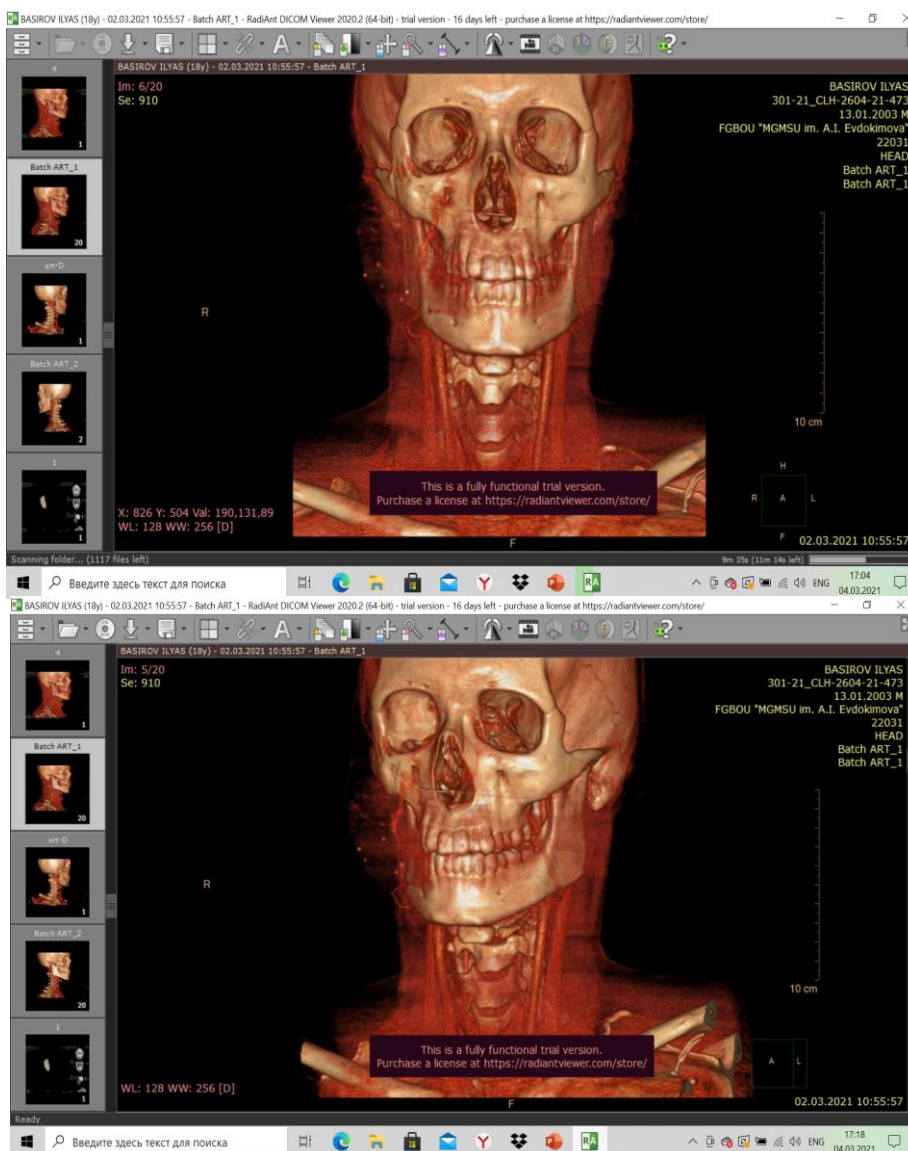 BASIROV ILYAS (18y) - 02.03.2021 10:55:57 - Batch ART_1 - RadiAnt DICOM Viewer 2020.2 (64-bit) - trial version - 16 days left - purchase a license at https://radiantviewer.com/store/
BASIROV ILYAS (18y) - 02.03.2021 10:55:57 - Batch ART_1
4
1
Batch ART_1
20
art-D
1
Batch ART_2
2
1
1
Im: 6/20
Se: 910
BASIROV ILYAS
301-21_CLH-2604-21-473
13.01.2003 M
FGBOU "MGMSU im. A.I. Evdokimova"
22031
HEAD
Batch ART_1
Batch ART_1
R
10 cm
H
R A L
F
This is a fully functional trial version.
Purchase a license at https://radiantviewer.com/store/
X: 826 Y: 504 Val: 190,131,89
WL: 128 WW: 256 [D]
F
02.03.2021 10:55:57
Scanning folder... (1117 files left)
9m 35s (11m 14s left)
Введите здесь текст для поиска
RA
ENG
17:04
04.03.2021
BASIROV ILYAS (18y) - 02.03.2021 10:55:57 - Batch ART_1 - RadiAnt DICOM Viewer 2020.2 (64-bit) - trial version - 16 days left - purchase a license at https://radiantviewer.com/store/
BASIROV ILYAS (18y) - 02.03.2021 10:55:57 - Batch ART_1
4
1
Batch ART_1
20
art-D
1
Batch ART_2
20
1
1
Im: 5/20
Se: 910
BASIROV ILYAS
301-21_CLH-2604-21-473
13.01.2003 M
FGBOU "MGMSU im. A.I. Evdokimova"
22031
HEAD
Batch ART_1
Batch ART_1
R
10 cm
A L
This is a fully functional trial version.
Purchase a license at https://radiantviewer.com/store/
WL: 128 WW: 256 [D]
F
02.03.2021 10:55:57
Ready
Введите здесь текст для поиска
RA
ENG
17:18
04.03.2021